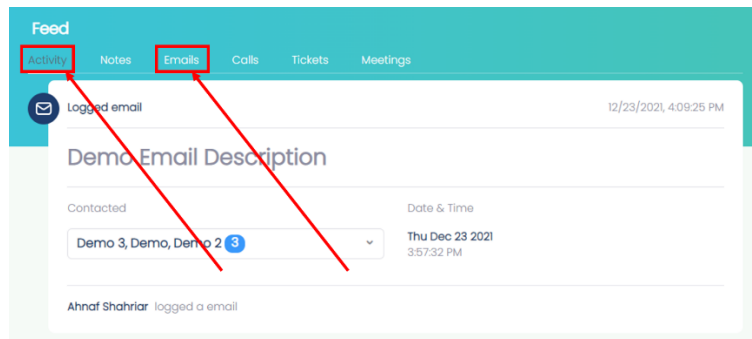 Feed
Activity Notes Emails Calls Tickets Meetings
Logged email 12/23/2021, 4:09:25 PM
Demo Email Description
Contacted Date & Time
Demo 3, Demo, Demo 2 3 Thu Dec 23 2021
3:57:32 PM
Ahnaf Shahriar logged a email